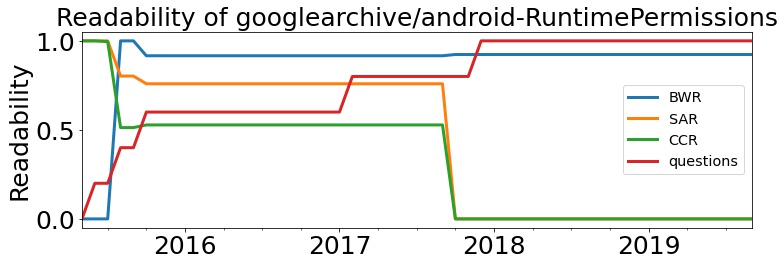 Readability of googlearchive/android-RuntimePermissions
Readability
1.0
0.5
0.0
BWR
SAR
CCR
questions
2016 2017 2018 2019